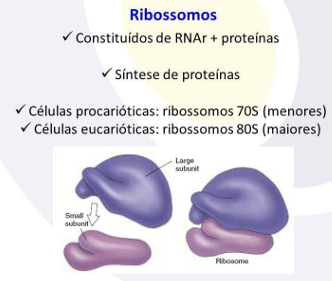 Ribossomos
✓ Constituídos de RNAr + proteínas
✓ Síntese de proteínas
✓ Células procarióticas: ribossomos 70S (menores)
✓ Células eucarióticas: ribossomos 80S (maiores)
Large
subunit
Small
subunit
Ribosome